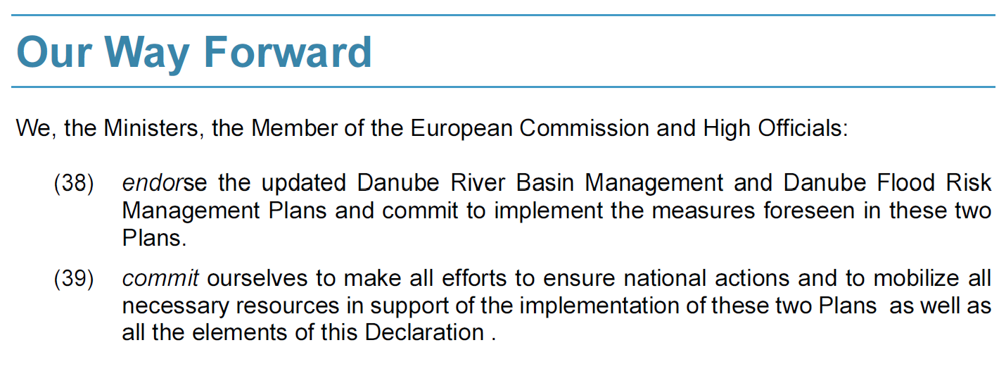 Our Way Forward
We, the Ministers, the Member of the European Commission and High Officials:
(38) endorse the updated Danube River Basin Management and Danube Flood Risk
Management Plans and commit to implement the measures foreseen in these two
Plans.
(39) commit ourselves to make all efforts to ensure national actions and to mobilize all
necessary resources in support of the implementation of these two Plans  as well as
all the elements of this Declaration .